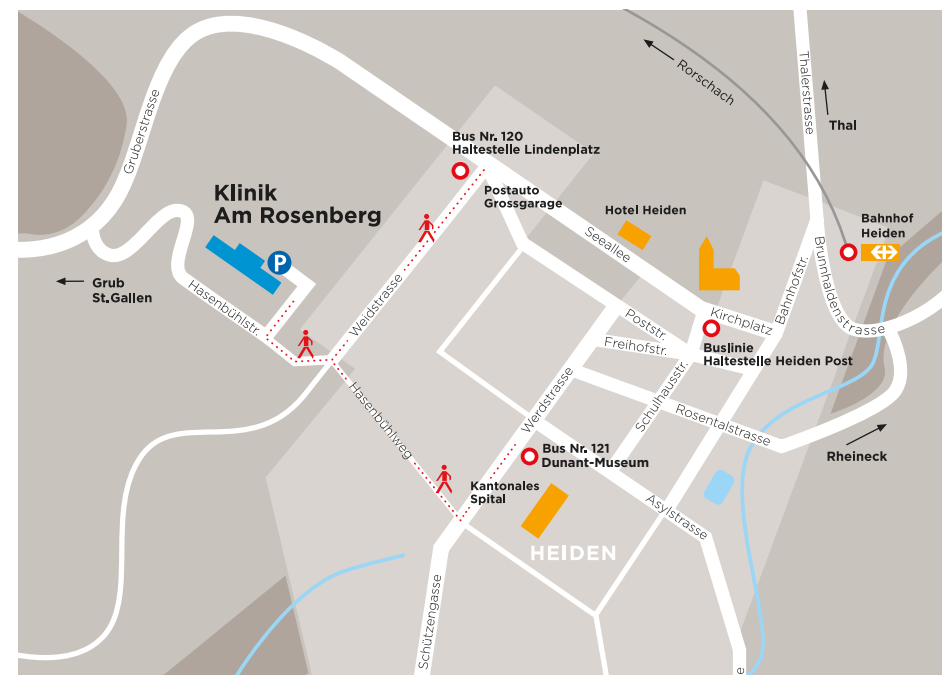 Rorschach
Thalerstrasse
Thal
Gruberstrasse
Bus Nr. 120
Haltestelle Lindenplatz
Klinik
Am Rosenberg
Postauto
Grossgarage
Hotel Heiden
Seeallee
Bahnhof
Heiden
P
Grub
St.Gallen
Hasenbühlstr.
Weidstrasse
Bahnhofstr.
Brunnhaldenstrasse
Kirchplatz
Poststr.
Freihofstr.
Buslinie
Haltestelle Heiden Post
Hasenbühlweg
Werdstrasse
Schulhausstr.
Rosentalstrasse
Rheineck
Bus Nr. 121
Dunant-Museum
Kantonales
Spital
Asylstrasse
HEIDEN
Schützengasse
e